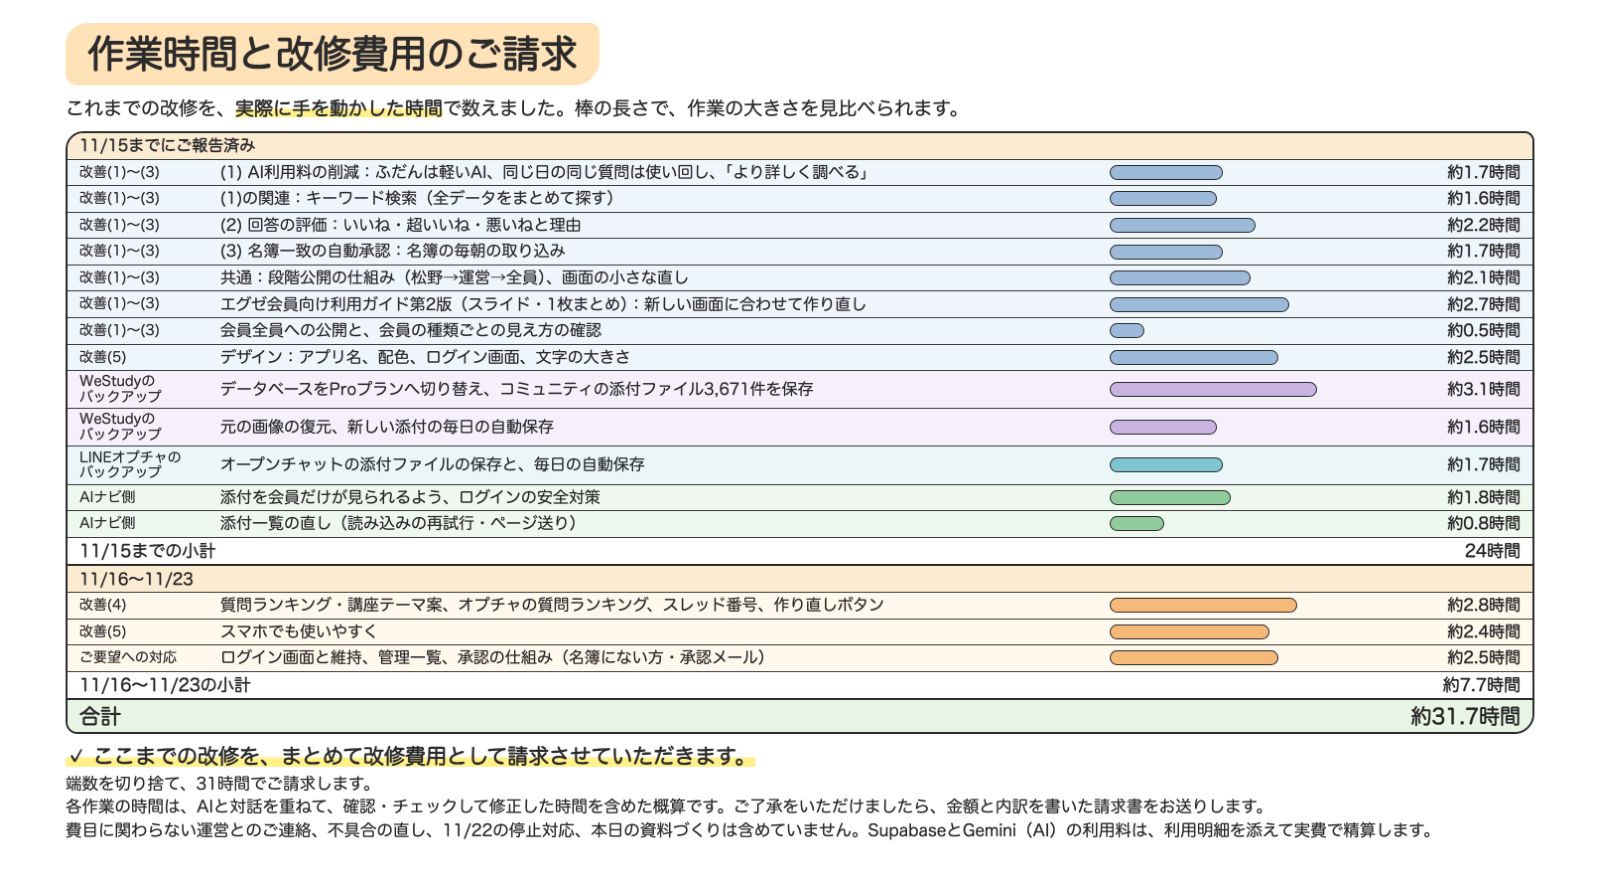 作業時間と改修費用のご請求
これまでの改修を、実際に手を動かした時間で数えました。棒の長さで、作業の大きさを見比べられます。
11/15までにご報告済み
改善(1)〜(3) (1) AI利用料の削減：ふだんは軽いAI、同じ日の同じ質問は使い回し、「より詳しく調べる」 約1.7時間
改善(1)〜(3) (1)の関連：キーワード検索（全データをまとめて探す） 約1.6時間
改善(1)〜(3) (2) 回答の評価：いいね・超いいね・悪いねと理由 約2.2時間
改善(1)〜(3) (3) 名簿一致の自動承認：名簿の毎朝の取り込み 約1.7時間
改善(1)〜(3) 共通：段階公開の仕組み（松野→運営→全員）、画面の小さな直し 約2.1時間
改善(1)〜(3) エグゼ会員向け利用ガイド第2版（スライド・1枚まとめ）：新しい画面に合わせて作り直し 約2.7時間
改善(1)〜(3) 会員全員への公開と、会員の種類ごとの見え方の確認 約0.5時間
改善(5) デザイン：アプリ名、配色、ログイン画面、文字の大きさ 約2.5時間
WeStudyの
バックアップ データベースをProプランへ切り替え、コミュニティの添付ファイル3,671件を保存 約3.1時間
WeStudyの
バックアップ 元の画像の復元、新しい添付の毎日の自動保存 約1.6時間
LINEオプチャの
バックアップ オープンチャットの添付ファイルの保存と、毎日の自動保存 約1.7時間
AIナビ側 添付を会員だけが見られるよう、ログインの安全対策 約1.8時間
AIナビ側 添付一覧の直し（読み込みの再試行・ページ送り） 約0.8時間
11/15までの小計 24時間
11/16〜11/23
改善(4) 質問ランキング・講座テーマ案、オプチャの質問ランキング、スレッド番号、作り直しボタン 約2.8時間
改善(5) スマホでも使いやすく 約2.4時間
ご要望への対応 ログイン画面と維持、管理一覧、承認の仕組み（名簿にない方・承認メール） 約2.5時間
11/16〜11/23の小計 約7.7時間
合計 約31.7時間
✓ ここまでの改修を、まとめて改修費用として請求させていただきます。
端数を切り捨て、31時間でご請求します。
各作業の時間は、AIと対話を重ねて、確認・チェックして修正した時間を含めた概算です。ご了承をいただけましたら、金額と内訳を書いた請求書をお送りします。
費目に関わらない運営とのご連絡、不具合の直し、11/22の停止対応、本日の資料づくりは含めていません。SupabaseとGemini（AI）の利用料は、利用明細を添えて実費で精算します。